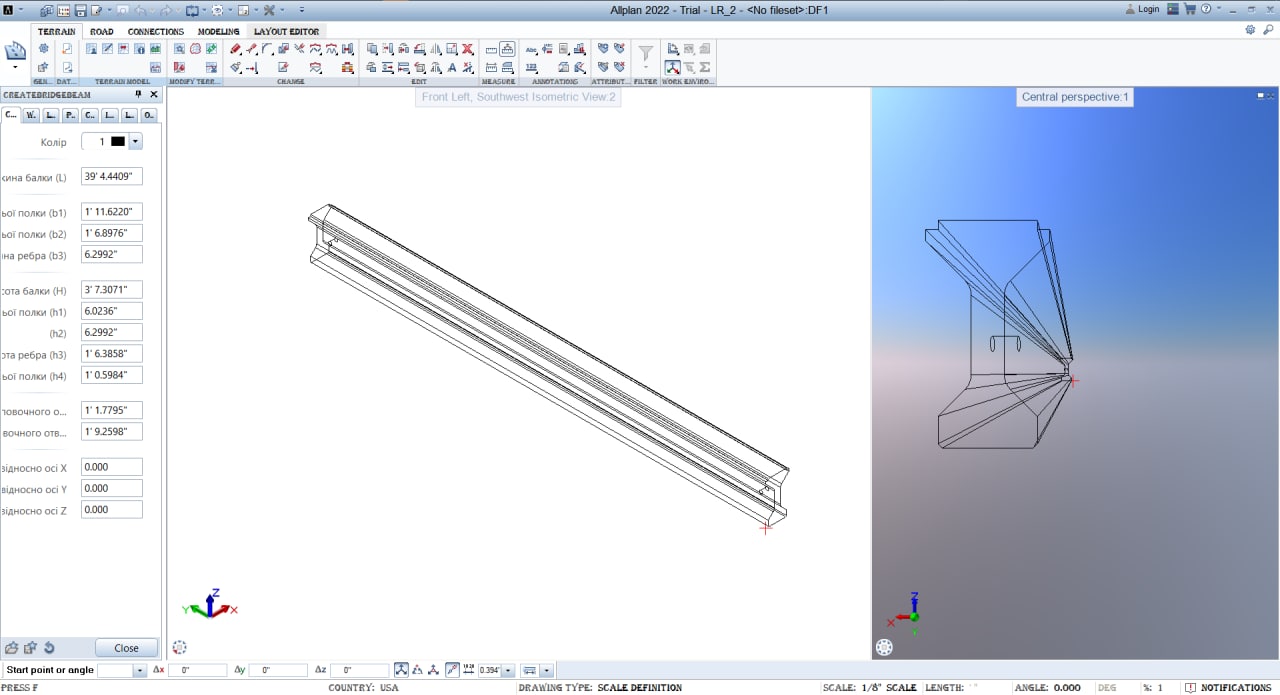 Allplan 2022 - Trial - LR_2 - <No fileset>:DF1
Login
TERRAIN ROAD CONNECTIONS MODELING LAYOUT EDITOR
GEN... DAT... TERRAIN MODEL MODIFY TERR... CHANGE EDIT MEASURE ANNOTATIONS ATTRIBUT... FILTER WORK ENVIRO...
CREATEBRIDGEBEAM
Front Left, Southwest Isometric View:2
Central perspective:1
C... W. L... P.. C.. I... L.. O..
Колір 1
кина балки (L) 39' 4.4409"
ьої полки (b1) 1' 11.6220"
ьої полки (b2) 1' 6.8976"
на ребра (b3) 6.2992"
сота балки (H) 3' 7.3071"
ьої полки (h1) 6.0236"
(h2) 6.2992"
ота ребра (h3) 1' 6.3858"
ьої полки (h4) 1' 0.5984"
ловочного о... 1' 1.7795"
вочного отв... 1' 9.2598"
відносно осі X 0.000
відносно осі Y 0.000
відносно осі Z 0.000
Z
Y X
Z
X Y
Close
Start point or angle Δx 0" Δy 0" Δz 0" 0.394"
PRESS F COUNTRY: USA DRAWING TYPE: SCALE DEFINITION SCALE: 1/8" SCALE LENGTH: ' " ANGLE: 0.000 DEG %: 1 NOTIFICATIONS